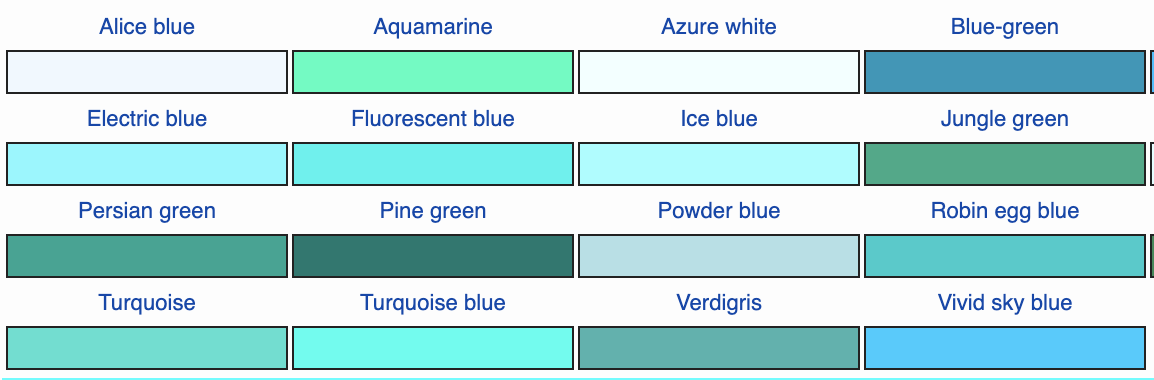 Alice blue Aquamarine Azure white Blue-green
Electric blue Fluorescent blue Ice blue Jungle green
Persian green Pine green Powder blue Robin egg blue
Turquoise Turquoise blue Verdigris Vivid sky blue